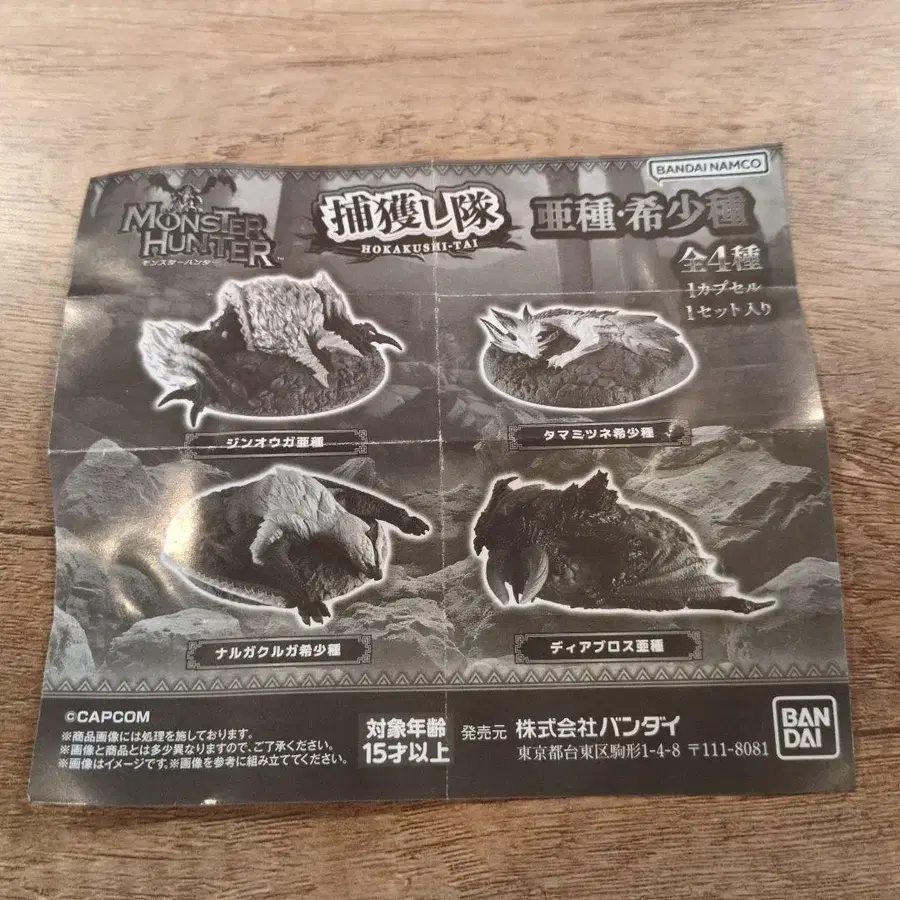 BANDAI NAMCO
MONSTER
HUNTER™
モンスターハンター
捕獲し隊
HOKAKUSHI-TAI
亜種・希少種
全4種
1カプセル
1セット入り
ジンオウガ亜種
タマミツネ希少種
ナルガクルガ希少種
ディアブロス亜種
©CAPCOM
※商品画像には処理を施しております。
※画像と商品とは多少異なりますので、ご了承ください。
※画像はイメージです。※画像を参考に組み立ててください。
対象年齢
15才以上
発売元 株式会社バンダイ
東京都台東区駒形1-4-8 〒111-8081
BAN
DAI